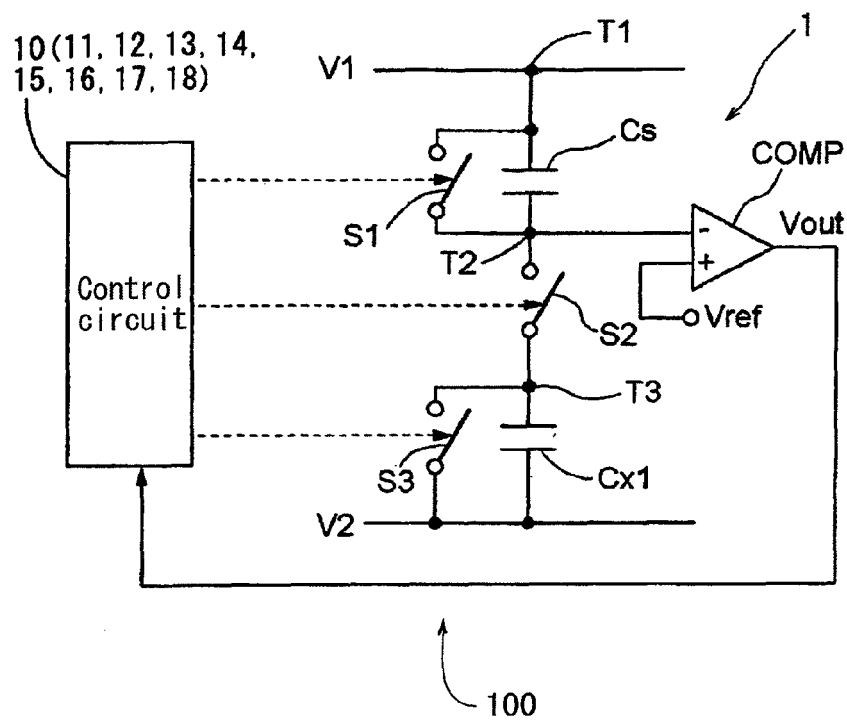 10(11, 12, 13, 14,
15, 16, 17, 18)
T1
1
V1
Cs
COMP
S1
T2
-
Vout
+
Control
circuit
S2
Vref
T3
S3
Cx1
V2
100